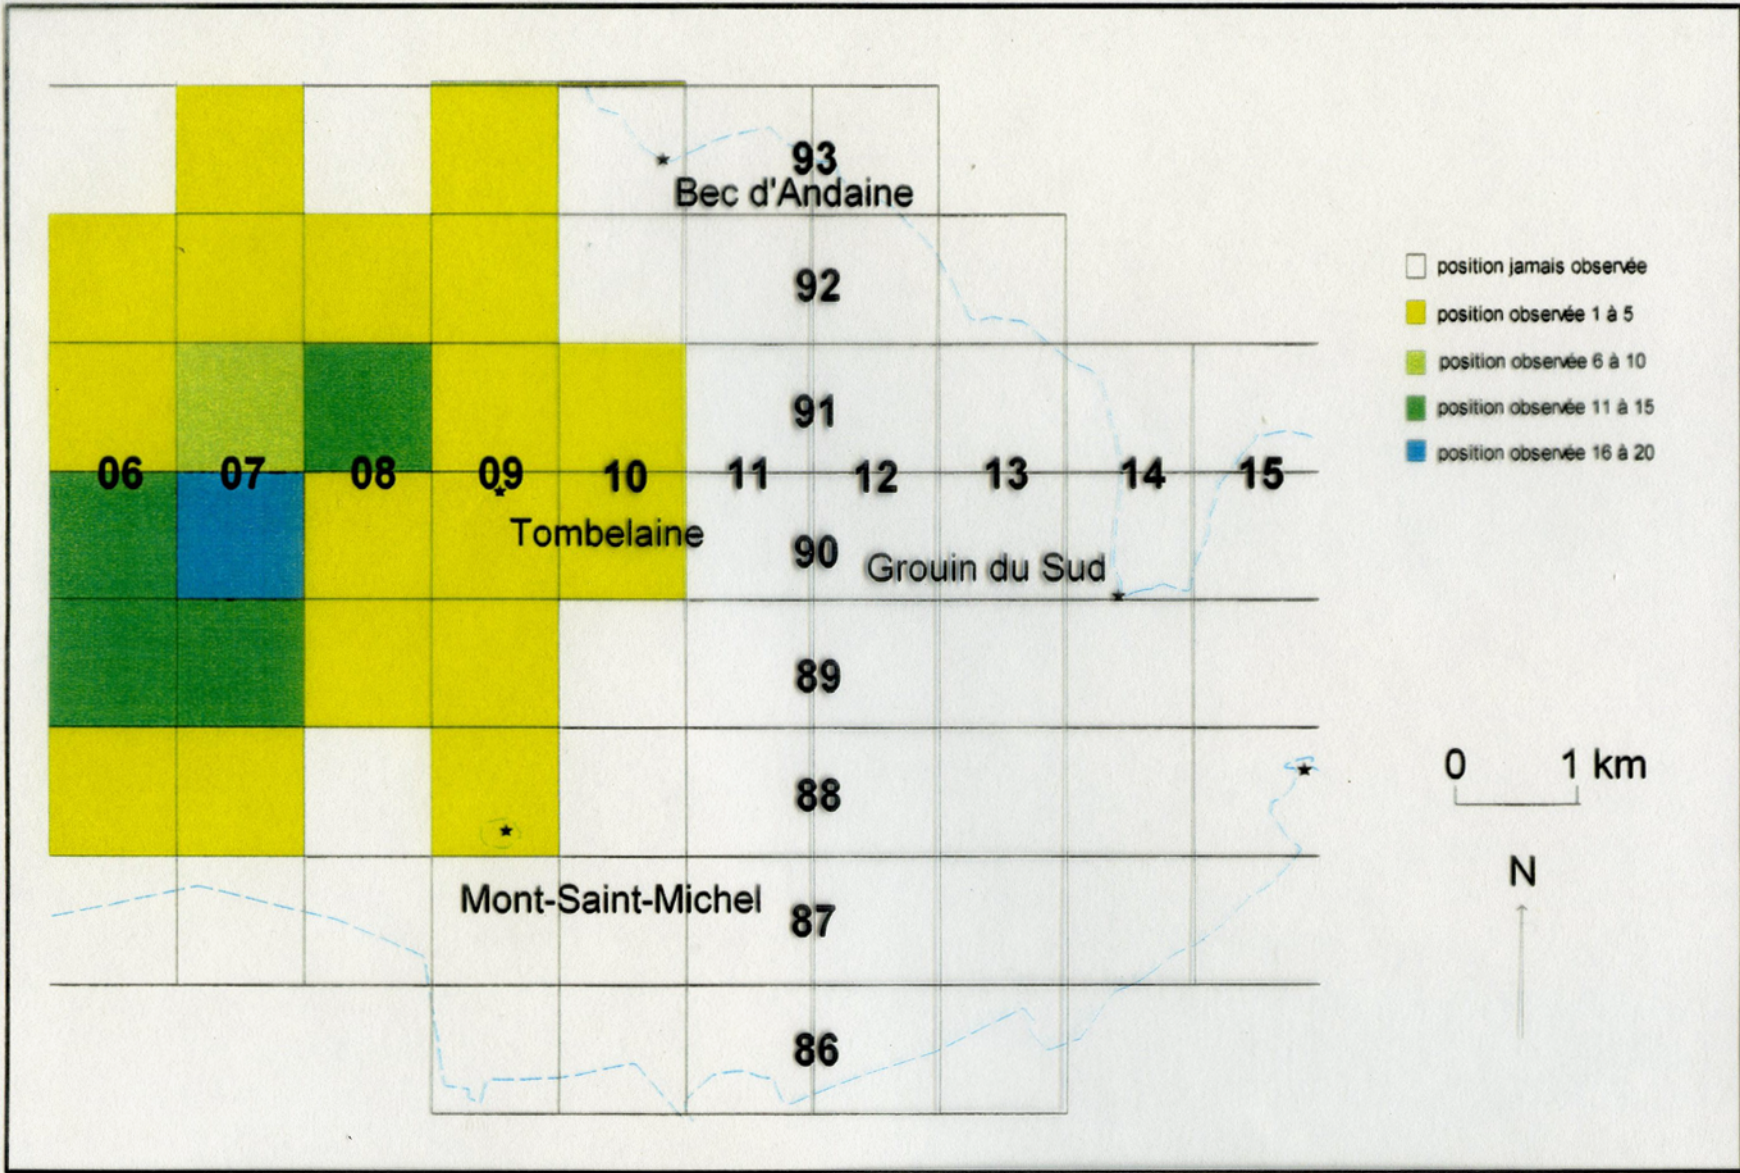 93
Bec d'Andaine
92
position jamais observée
position observée 1 à 5
position observée 6 à 10
position observée 11 à 15
position observée 16 à 20
91
06 07 08 09 10 11 12 13 14 15
Tombelaine
90
Grouin du Sud
89
88
0 1 km
N
Mont-Saint-Michel
87
86